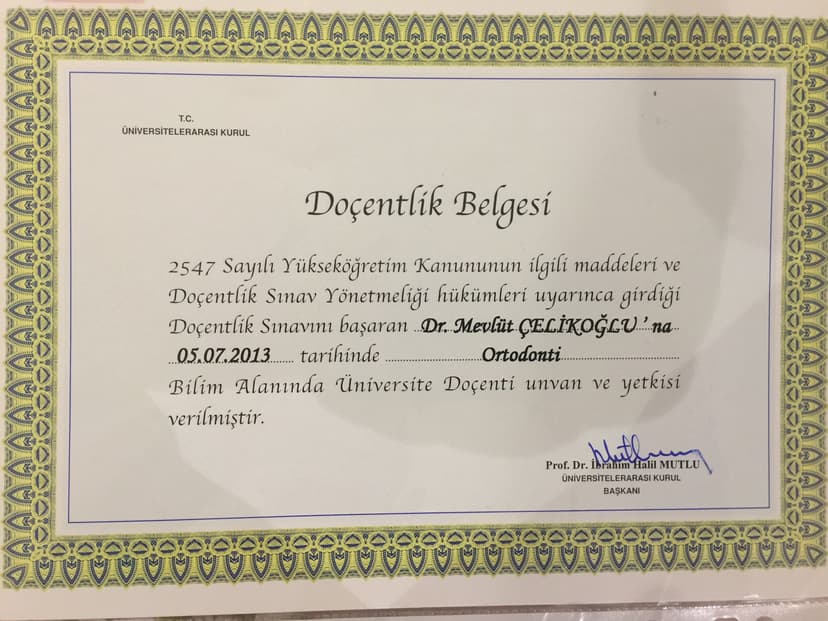 T.C.
ÜNİVERSİTELERARASI KURUL
Doçentlik Belgesi
2547 Sayılı Yükseköğretim Kanununun ilgili maddeleri ve
Doçentlik Sınav Yönetmeliği hükümleri uyarınca girdiği
Doçentlik Sınavını başaran ..Dr. Mevlüt ÇELİKOĞLU ' na..
..05.07.2013...... tarihinde ........................Ortodonti..............................
Bilim Alanında Üniversite Doçenti unvan ve yetkisi
verilmiştir.
Prof. Dr. İbrahim Halil MUTLU
ÜNİVERSİTELERARASI KURUL
BAŞKANI